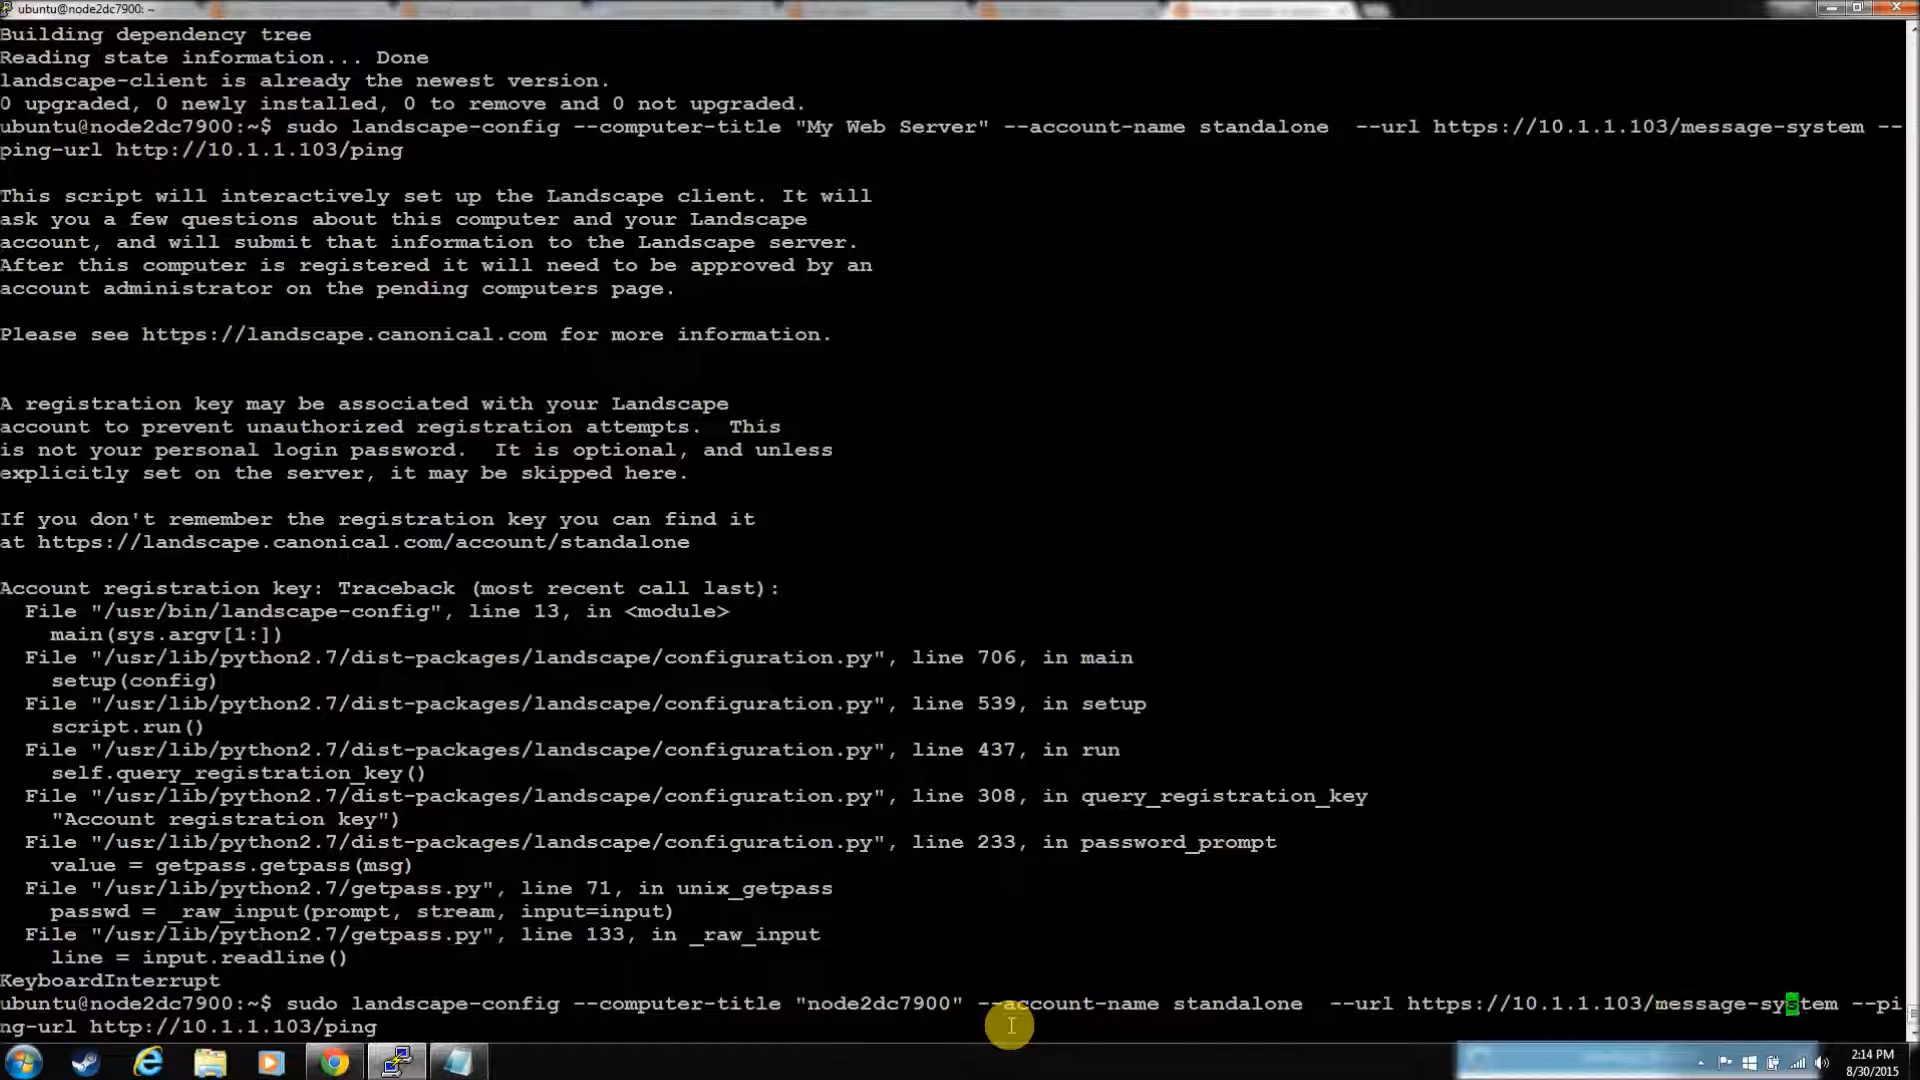 ubuntu@node2dc7900: ~
Building dependency tree
Reading state information... Done
landscape-client is already the newest version.
0 upgraded, 0 newly installed, 0 to remove and 0 not upgraded.
ubuntu@node2dc7900:~$ sudo landscape-config --computer-title "My Web Server" --account-name standalone  --url https://10.1.1.103/message-system --
ping-url http://10.1.1.103/ping
This script will interactively set up the Landscape client. It will
ask you a few questions about this computer and your Landscape
account, and will submit that information to the Landscape server.
After this computer is registered it will need to be approved by an
account administrator on the pending computers page.
Please see https://landscape.canonical.com for more information.
A registration key may be associated with your Landscape
account to prevent unauthorized registration attempts.  This
is not your personal login password.  It is optional, and unless
explicitly set on the server, it may be skipped here.
If you don't remember the registration key you can find it
at https://landscape.canonical.com/account/standalone
Account registration key: Traceback (most recent call last):
  File "/usr/bin/landscape-config", line 13, in <module>
    main(sys.argv[1:])
  File "/usr/lib/python2.7/dist-packages/landscape/configuration.py", line 706, in main
    setup(config)
  File "/usr/lib/python2.7/dist-packages/landscape/configuration.py", line 539, in setup
    script.run()
  File "/usr/lib/python2.7/dist-packages/landscape/configuration.py", line 437, in run
    self.query_registration_key()
  File "/usr/lib/python2.7/dist-packages/landscape/configuration.py", line 308, in query_registration_key
    "Account registration key")
  File "/usr/lib/python2.7/dist-packages/landscape/configuration.py", line 233, in password_prompt
    value = getpass.getpass(msg)
  File "/usr/lib/python2.7/getpass.py", line 71, in unix_getpass
    passwd = _raw_input(prompt, stream, input=input)
  File "/usr/lib/python2.7/getpass.py", line 133, in _raw_input
    line = input.readline()
KeyboardInterrupt
ubuntu@node2dc7900:~$ sudo landscape-config --computer-title "node2dc7900" --account-name standalone  --url https://10.1.1.103/message-system --pi
ng-url http://10.1.1.103/ping
2:14 PM
8/30/2015